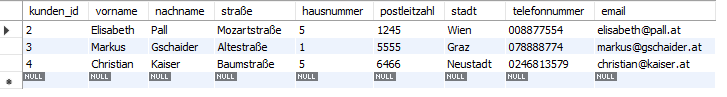 kunden_id vorname nachname straße hausnummer postleitzahl stadt telefonnummer email
2 Elisabeth Pall Mozartstraße 5 1245 Wien 008877554 elisabeth@pall.at
3 Markus Gschaider Altestraße 1 5555 Graz 078888774 markus@gschaider.at
4 Christian Kaiser Baumstraße 5 6466 Neustadt 0246813579 christian@kaiser.at
NULL NULL NULL NULL NULL NULL NULL NULL NULL